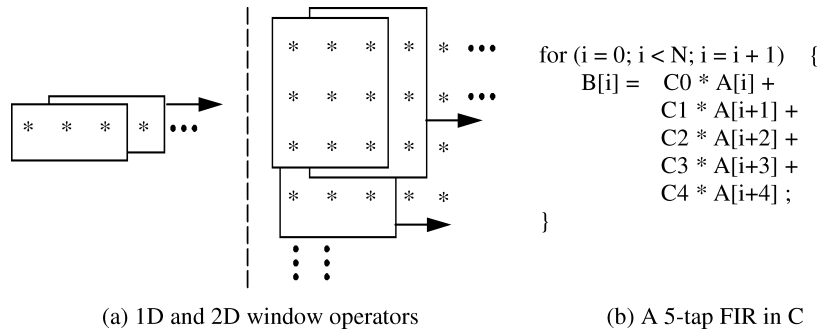 * * * * •••
* * * * * •••
* * * * * •••
* * * * *
* * * * *
for (i = 0; i < N; i = i + 1) {
B[i] = C0 * A[i] +
C1 * A[i+1] +
C2 * A[i+2] +
C3 * A[i+3] +
C4 * A[i+4] ;
}
(a) 1D and 2D window operators
(b) A 5-tap FIR in C